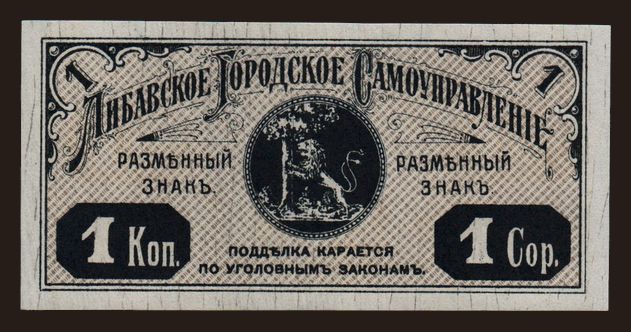 1 1
Либавское Городское Самоуправленіе
РАЗМѢННЫЙ ЗНАКЪ.
РАЗМѢННЫЙ ЗНАКЪ.
1 Коп.
1 Cop.
ПОДДѢЛКА КАРАЕТСЯ
ПО УГОЛОВНЫМЪ ЗАКОНАМЪ.